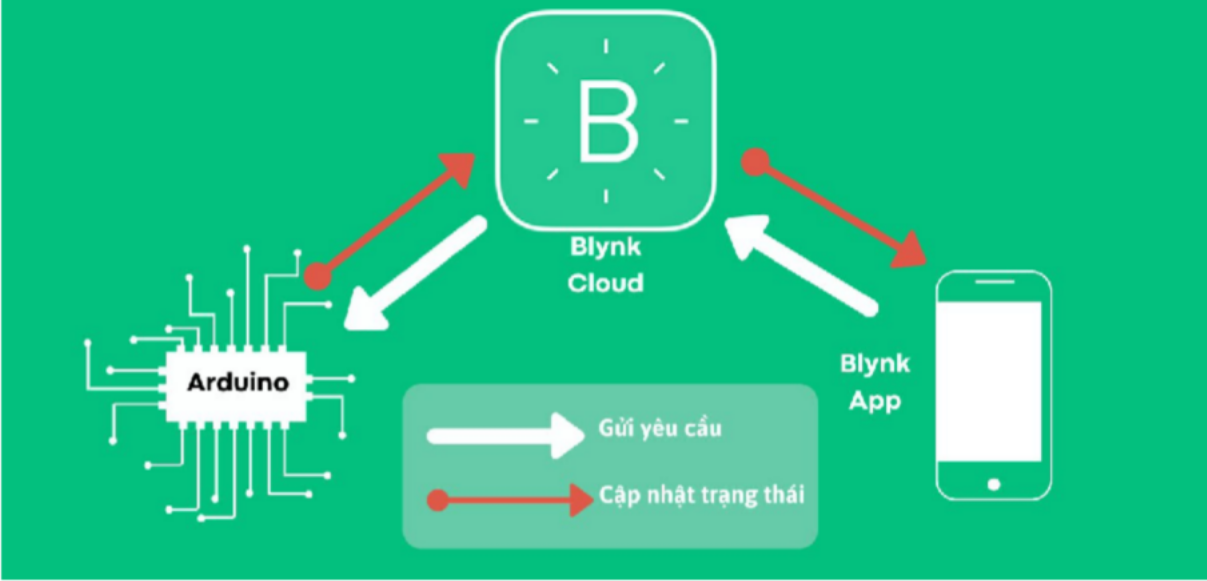 B
Blynk
Cloud
Blynk
App
Arduino
Gửi yêu cầu
Cập nhật trạng thái